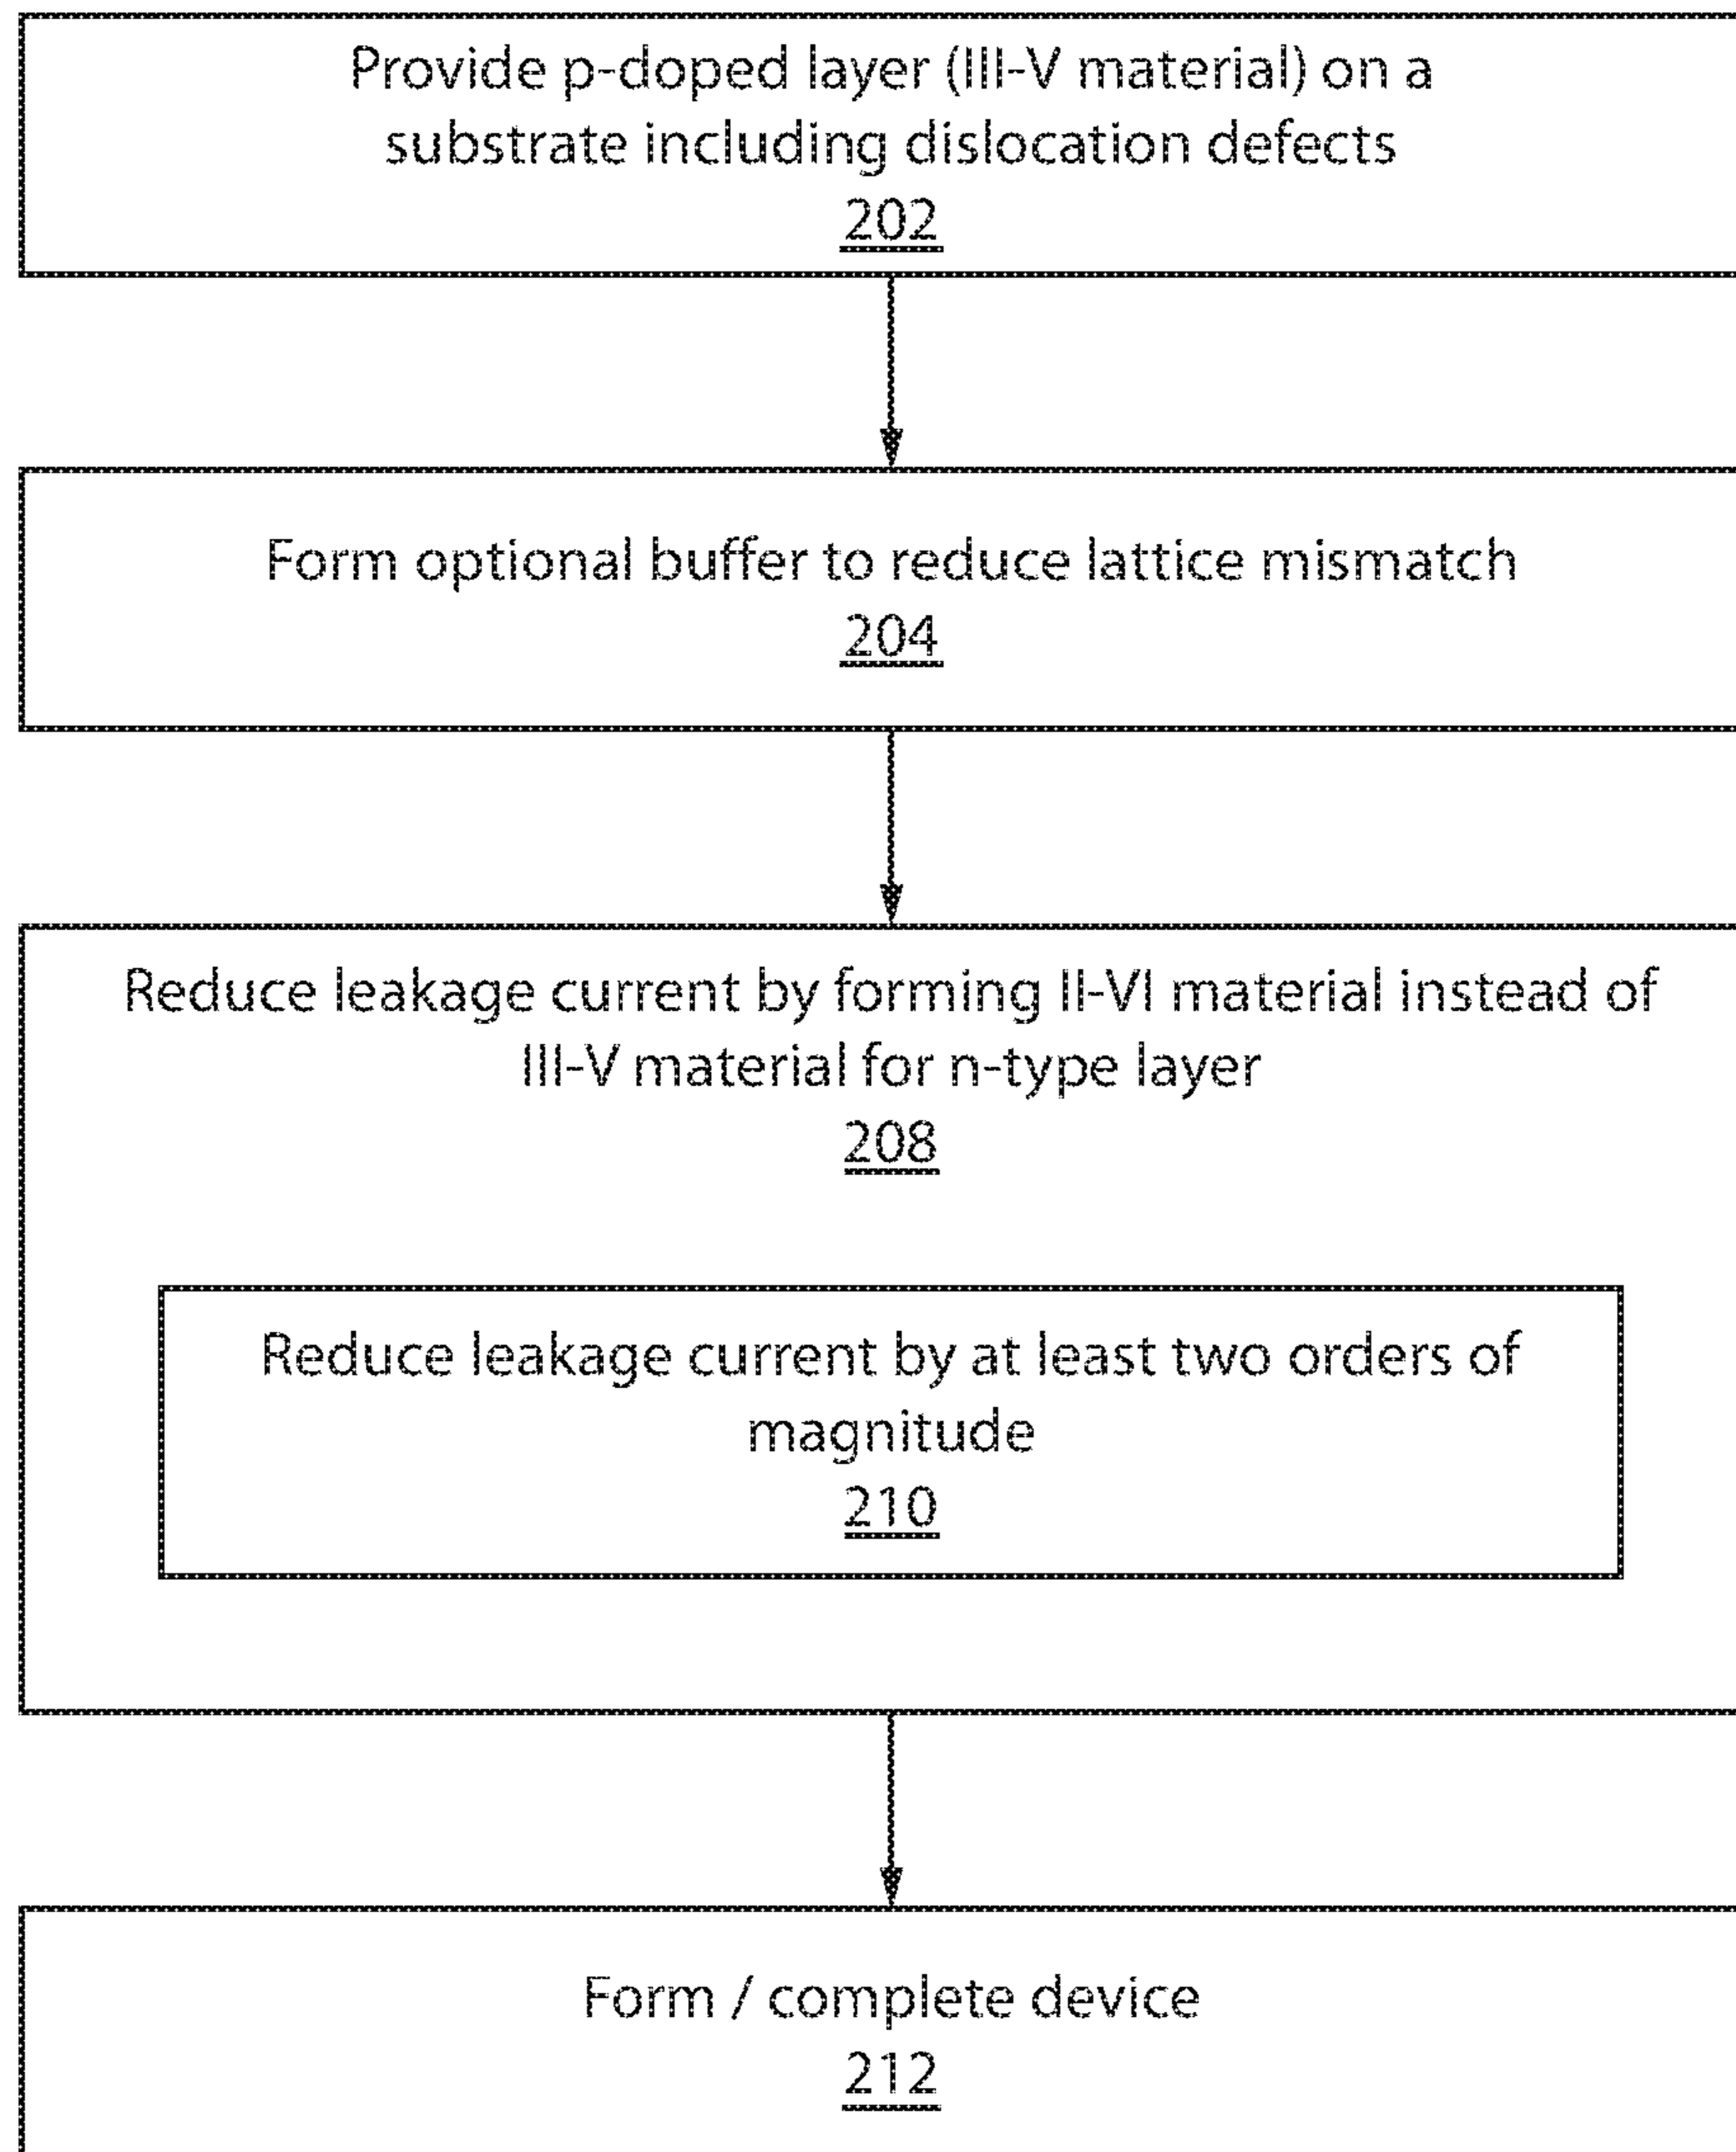 Provide p-doped layer (III-V material) on a
substrate including dislocation defects
202
Form optional buffer to reduce lattice mismatch
204
Reduce leakage current by forming II-VI material instead of
III-V material for n-type layer
208
Reduce leakage current by at least two orders of
magnitude
210
Form / complete device
212